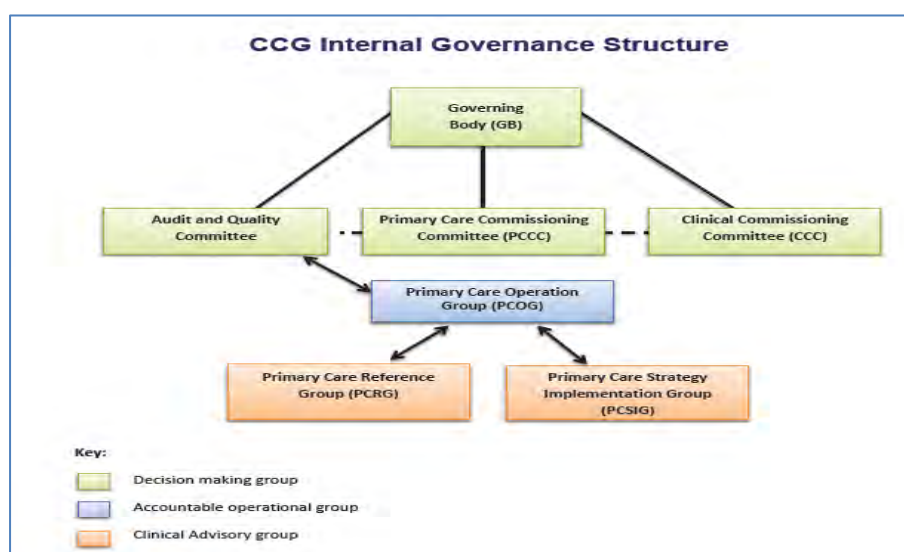 CCG Internal Governance Structure
Governing
Body (GB)
Audit and Quality
Committee
Primary Care Commissioning
Committee (PCCC)
Clinical Commissioning
Committee (CCC)
Primary Care Operation
Group (PCOG)
Primary Care Reference
Group (PCRG)
Primary Care Strategy
Implementation Group
(PCSIG)
Key:
Decision making group
Accountable operational group
Clinical Advisory group